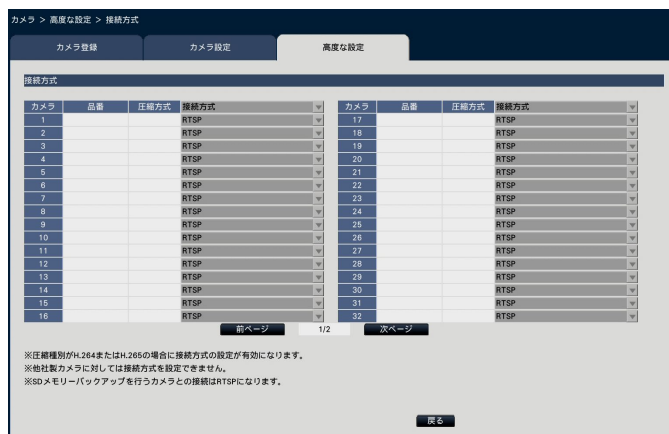 カメラ > 高度な設定 > 接続方式
カメラ登録 カメラ設定 高度な設定
接続方式
カメラ 品番 圧縮方式 接続方式 カメラ 品番 圧縮方式 接続方式
1 RTSP 17 RTSP
2 RTSP 18 RTSP
3 RTSP 19 RTSP
4 RTSP 20 RTSP
5 RTSP 21 RTSP
6 RTSP 22 RTSP
7 RTSP 23 RTSP
8 RTSP 24 RTSP
9 RTSP 25 RTSP
10 RTSP 26 RTSP
11 RTSP 27 RTSP
12 RTSP 28 RTSP
13 RTSP 29 RTSP
14 RTSP 30 RTSP
15 RTSP 31 RTSP
16 RTSP 32 RTSP
前ページ 1/2 次ページ
※圧縮種別がH.264またはH.265の場合に接続方式の設定が有効になります。
※他社製カメラに対しては接続方式を設定できません。
※SDメモリーバックアップを行うカメラとの接続はRTSPになります。
戻る